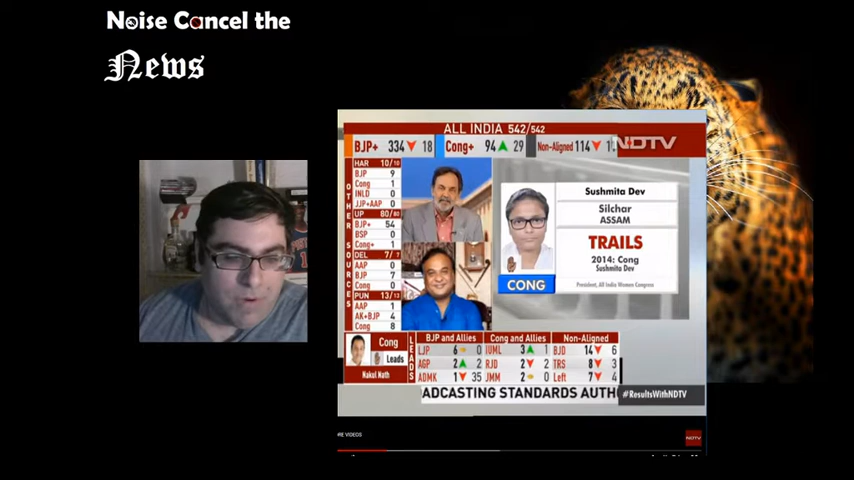 Noise Cancel the
News
ALL INDIA 542/542
BJP+ 334 18 Cong+ 94 29 Non-Aligned 114
NDTV
OTHER SOURCES
HAR 10/10
BJP 9
Cong 1
INLD 0
JJP+AAP 0
UP 80/80
BJP+ 54
BSP 0
Cong+ 1
DEL 7/7
AAP 0
BJP 7
Cong 0
PUN 13/13
AAP 1
AK+BJP 4
Cong 8
Sushmita Dev
Silchar
ASSAM
TRAILS
2014: Cong
Sushmita Dev
President, All India Women Congress
CONG
Cong
Leads
Nakul Nath
LEADS
BJP and Allies
LJP 6 0
AGP 2 2
ADMK 1 35
Cong and Allies
IUML 3 1
RJD 2 2
JMM 2 0
Non-Aligned
BJD 14 6
TRS 8 3
Left 7 4
ADCASTING STANDARDS AUTH
#ResultsWithNDTV
RE VIDEOS
NDTV